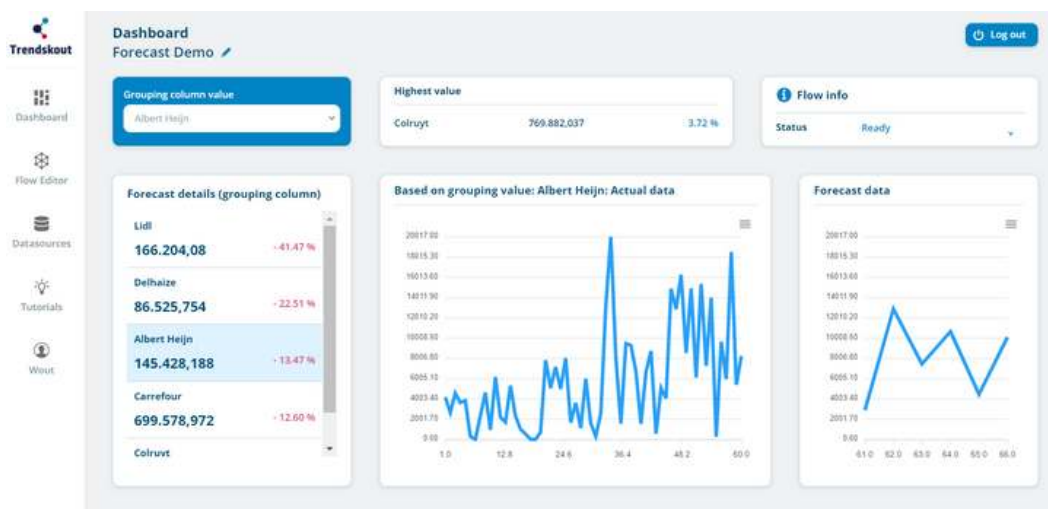 Trendskout
Dashboard
Flow Editor
Datasources
Tutorials
Wout
Dashboard
Forecast Demo
Log out
Grouping column value
Albert Heijn
Highest value
Colruyt 769.882,037 3.72 %
Flow info
Status Ready
Forecast details (grouping column)
Lidl
166.204,08 - 41.47 %
Delhaize
86.525,754 - 22.51 %
Albert Heijn
145.428,188 - 13.47 %
Carrefour
699.578,972 - 12.60 %
Colruyt
Based on grouping value: Albert Heijn: Actual data
20017.00
18015.30
16013.60
14011.90
12010.20
10008.50
8006.80
6005.10
4003.40
2001.70
0.00
1.0 12.8 24.6 36.4 48.2 60.0
Forecast data
20017.00
18015.30
16013.60
14011.90
12010.20
10008.50
8006.80
6005.10
4003.40
2001.70
0.00
61.0 62.0 63.0 64.0 65.0 66.0